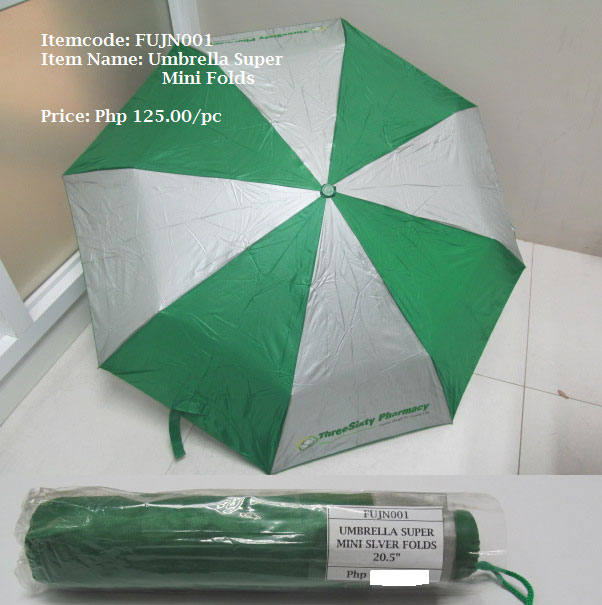 Itemcode: FUJN001
Item Name: Umbrella Super
Mini Folds
Price: Php 125.00/pc
ThreeSixty Pharmacy
FUJN001
UMBRELLA SUPER
MINI SLVER FOLDS
20.5"
Php